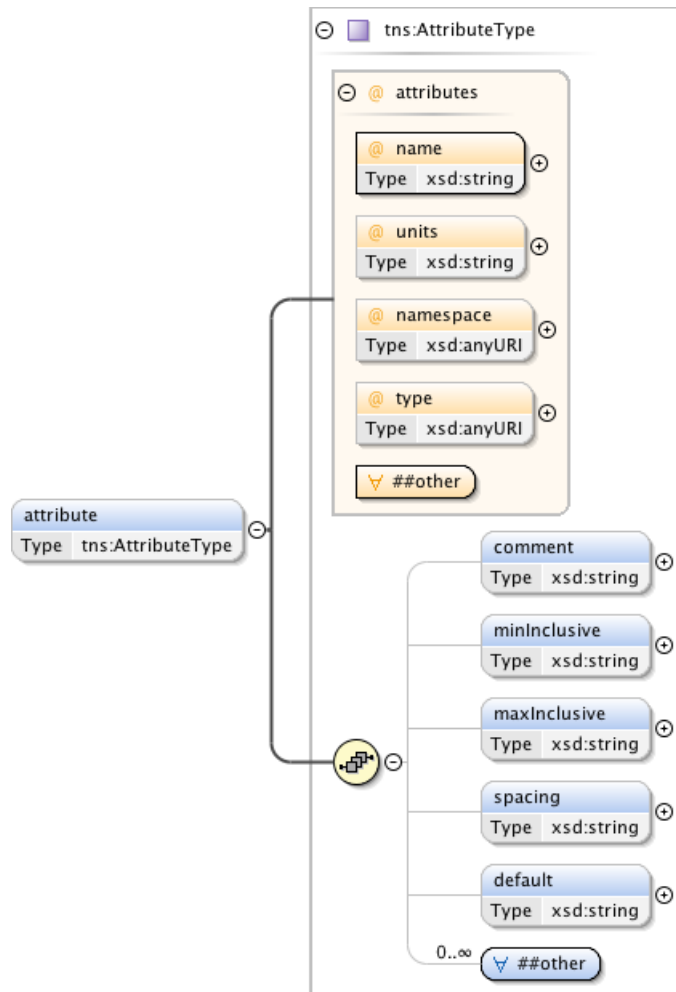 tns:AttributeType
@ attributes
@ name
Type xsd:string
@ units
Type xsd:string
@ namespace
Type xsd:anyURI
@ type
Type xsd:anyURI
∀ ##other
attribute
Type tns:AttributeType
comment
Type xsd:string
minInclusive
Type xsd:string
maxInclusive
Type xsd:string
spacing
Type xsd:string
default
Type xsd:string
0..∞
∀ ##other